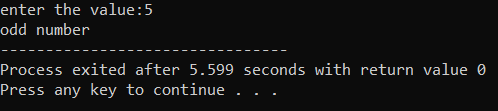 enter the value:5
odd number
--------------------------------
Process exited after 5.599 seconds with return value 0
Press any key to continue . . .